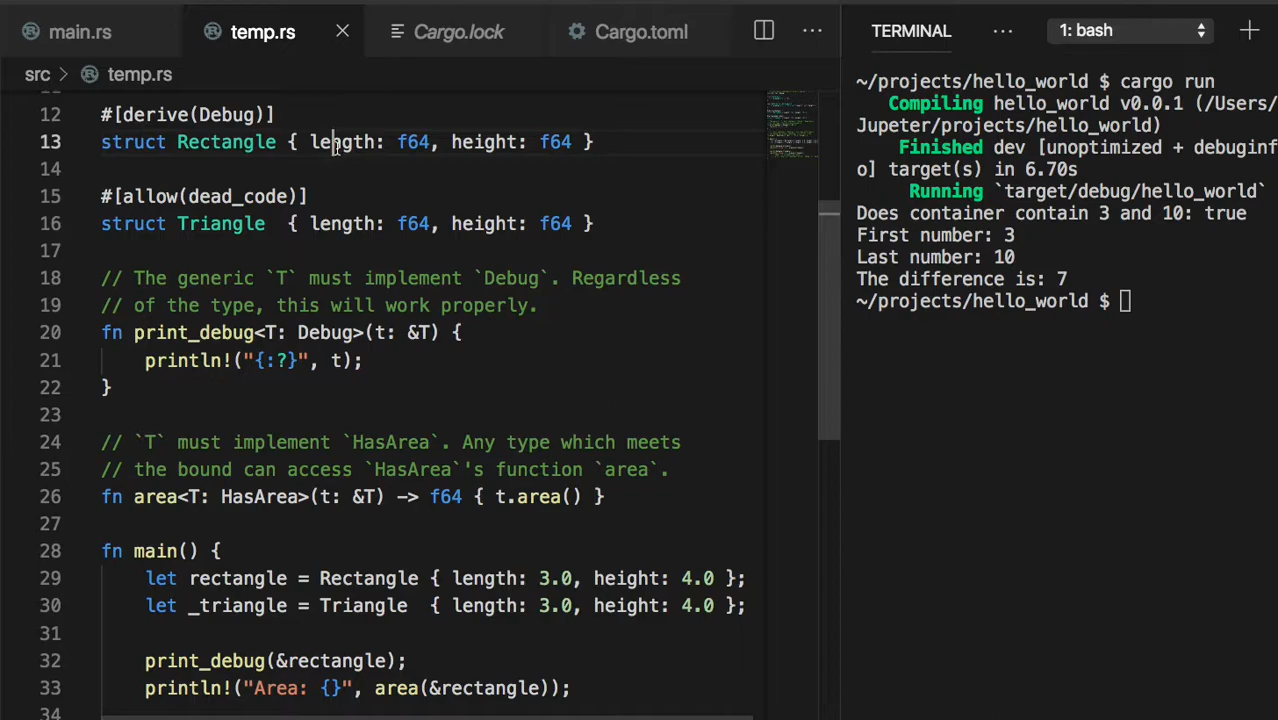 main.rs temp.rs Cargo.lock Cargo.toml
src temp.rs
12 #[derive(Debug)]
13 struct Rectangle { length: f64, height: f64 }
14
15 #[allow(dead_code)]
16 struct Triangle  { length: f64, height: f64 }
17
18 // The generic `T` must implement `Debug`. Regardless
19 // of the type, this will work properly.
20 fn print_debug<T: Debug>(t: &T) {
21 println!("{:?}", t);
22 }
23
24 // `T` must implement `HasArea`. Any type which meets
25 // the bound can access `HasArea`'s function `area`.
26 fn area<T: HasArea>(t: &T) -> f64 { t.area() }
27
28 fn main() {
29 let rectangle = Rectangle { length: 3.0, height: 4.0 };
30 let _triangle = Triangle  { length: 3.0, height: 4.0 };
31
32 print_debug(&rectangle);
33 println!("Area: {}", area(&rectangle));
34
TERMINAL ··· 1: bash
~/projects/hello_world $ cargo run
Compiling hello_world v0.0.1 (/Users/
Jupeter/projects/hello_world)
Finished dev [unoptimized + debuginf
o] target(s) in 6.70s
Running `target/debug/hello_world`
Does container contain 3 and 10: true
First number: 3
Last number: 10
The difference is: 7
~/projects/hello_world $